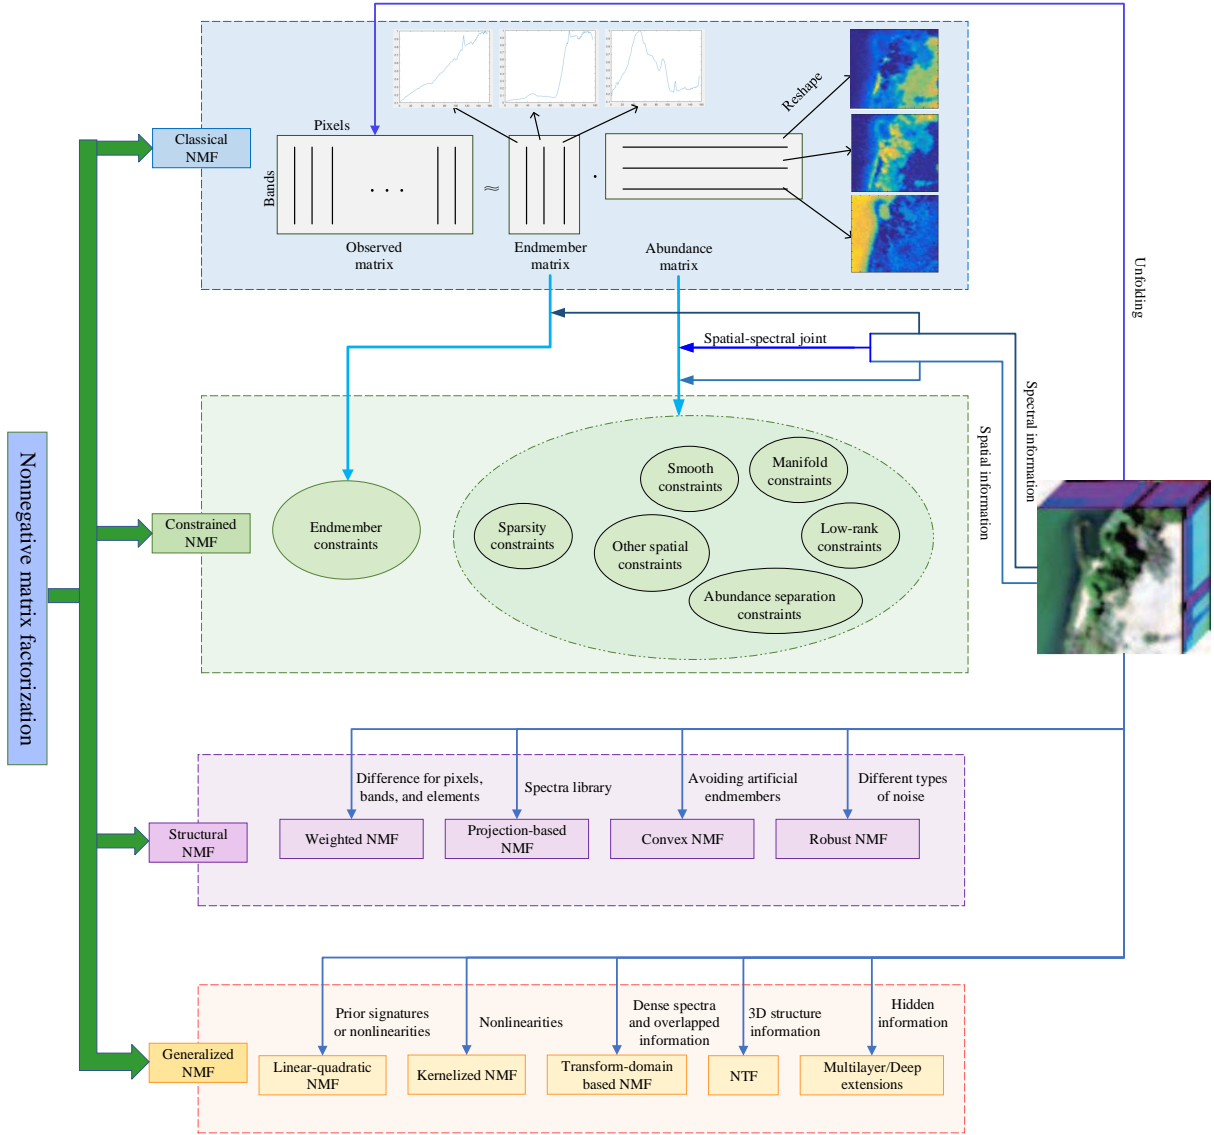 Nonnegative matrix factorization
Classical
NMF
Pixels
Bands
. . .
≈
.
Reshape
Observed
matrix
Endmember
matrix
Abundance
matrix
Unfolding
Spatial-spectral joint
Spectral information
Spatial information
Constrained
NMF
Endmember
constraints
Sparsity
constraints
Smooth
constraints
Manifold
constraints
Other spatial
constraints
Low-rank
constraints
Abundance separation
constraints
Structural
NMF
Difference for pixels,
bands, and elements
Spectra library
Avoiding artificial
endmembers
Different types
of noise
Weighted NMF
Projection-based
NMF
Convex NMF
Robust NMF
Generalized
NMF
Prior signatures
or nonlinearities
Nonlinearities
Dense spectra
and overlapped
information
3D structure
information
Hidden
information
Linear-quadratic
NMF
Kernelized NMF
Transform-domain
based NMF
NTF
Multilayer/Deep
extensions